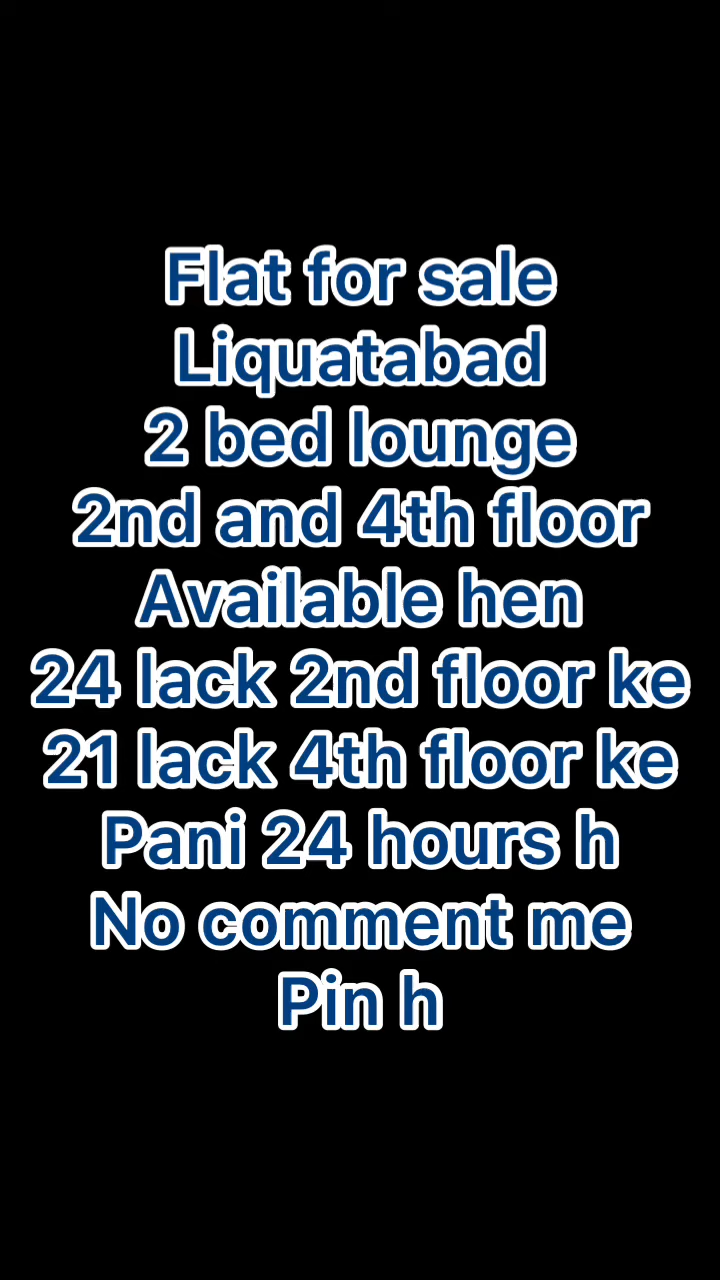 Flat for sale
Liquatabad
2 bed lounge
2nd and 4th floor
Available hen
24 lack 2nd floor ke
21 lack 4th floor ke
Pani 24 hours h
No comment me
Pin h